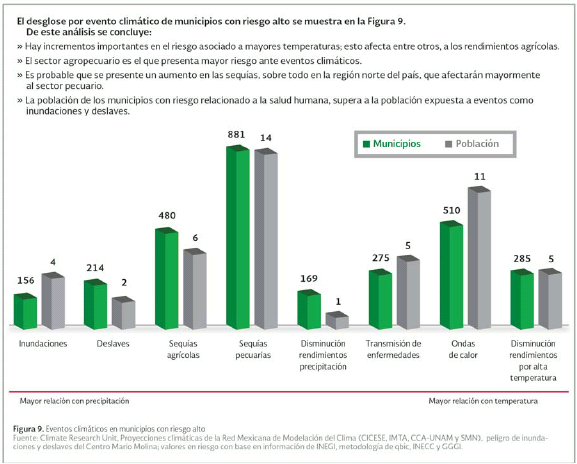 El desglose por evento climático de municipios con riesgo alto se muestra en la Figura 9.
De este análisis se concluye:
» Hay incrementos importantes en el riesgo asociado a mayores temperaturas; esto afecta entre otros, a los rendimientos agrícolas.
» El sector agropecuario es el que presenta mayor riesgo ante eventos climáticos.
» Es probable que se presente un aumento en las sequías, sobre todo en la región norte del país, que afectarán mayormente
al sector pecuario.
» La población de los municipios con riesgo relacionado a la salud humana, supera a la población expuesta a eventos como
inundaciones y deslaves.
Municipios Población
156 4
214 2
480 6
881 14
169 1
275 5
510 11
285 5
Inundaciones
Deslaves
Sequías
agrícolas
Sequías
pecuarias
Disminución
rendimientos
precipitación
Transmisión de
enfermedades
Ondas
de calor
Disminución
rendimientos
por alta
temperatura
Mayor relación con precipitación
Mayor relación con temperatura
Figura 9. Eventos climáticos en municipios con riesgo alto
Fuente: Climate Research Unit, Proyecciones climáticas de la Red Mexicana de Modelación del Clima (CICESE, IMTA, CCA-UNAM y SMN), peligro de inunda-
ciones y deslaves del Centro Mario Molina; valores en riesgo con base en información de INEGI, metodología de qbic, INECC y GGGI.